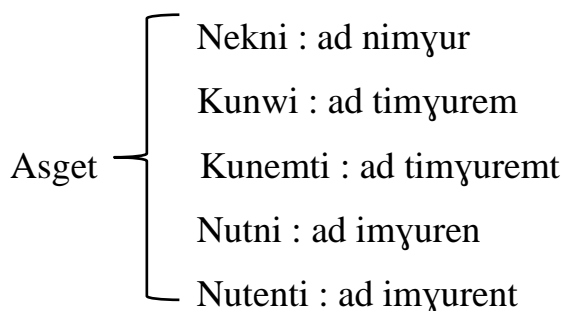 Nekni : ad nimɣur
Kunwi : ad timɣurem
Asget
Kunemti : ad timɣuremt
Nutni : ad imɣuren
Nutenti : ad imɣurent